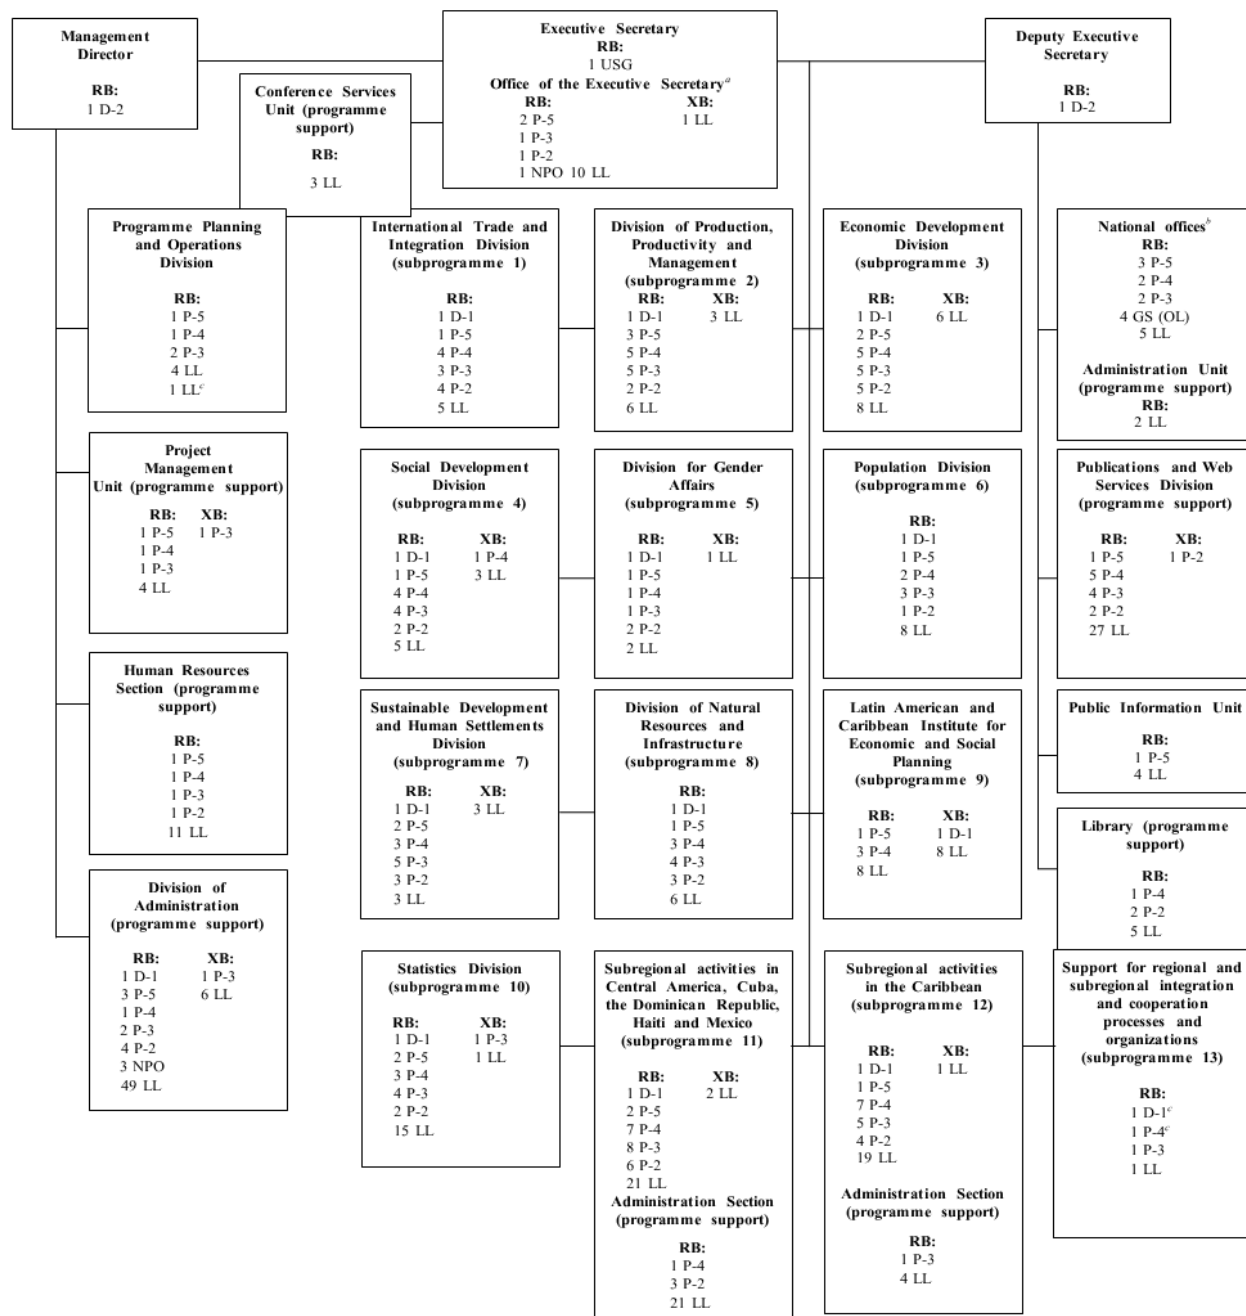 Management
Director
RB:
1 D-2
Executive Secretary
RB:
1 USG
Office of the Executive Secretary^a
RB: XB:
2 P-5 1 LL
1 P-3
1 P-2
1 NPO 10 LL
Deputy Executive
Secretary
RB:
1 D-2
Conference Services
Unit (programme
support)
RB:
3 LL
Programme Planning
and Operations
Division
RB:
1 P-5
1 P-4
2 P-3
4 LL
1 LL^c
International Trade and
Integration Division
(subprogramme 1)
RB:
1 D-1
1 P-5
4 P-4
3 P-3
4 P-2
5 LL
Division of Production,
Productivity and
Management
(subprogramme 2)
RB: XB:
1 D-1 3 LL
3 P-5
5 P-4
5 P-3
2 P-2
6 LL
Economic Development
Division
(subprogramme 3)
RB: XB:
1 D-1 6 LL
2 P-5
5 P-4
5 P-3
5 P-2
8 LL
National offices^b
RB:
3 P-5
2 P-4
2 P-3
4 GS (OL)
5 LL
Administration Unit
(programme support)
RB:
2 LL
Project
Management
Unit (programme support)
RB: XB:
1 P-5 1 P-3
1 P-4
1 P-3
4 LL
Social Development
Division
(subprogramme 4)
RB: XB:
1 D-1 1 P-4
1 P-5 3 LL
4 P-4
4 P-3
2 P-2
5 LL
Division for Gender
Affairs
(subprogramme 5)
RB: XB:
1 D-1 1 LL
1 P-5
1 P-4
1 P-3
2 P-2
2 LL
Population Division
(subprogramme 6)
RB:
1 D-1
1 P-5
2 P-4
3 P-3
1 P-2
8 LL
Publications and Web
Services Division
(programme support)
RB: XB:
1 P-5 1 P-2
5 P-4
4 P-3
2 P-2
27 LL
Human Resources
Section (programme
support)
RB:
1 P-5
1 P-4
1 P-3
1 P-2
11 LL
Sustainable Development
and Human Settlements
Division
(subprogramme 7)
RB: XB:
1 D-1 3 LL
2 P-5
3 P-4
5 P-3
3 P-2
3 LL
Division of Natural
Resources and
Infrastructure
(subprogramme 8)
RB:
1 D-1
1 P-5
3 P-4
4 P-3
3 P-2
6 LL
Latin American and
Caribbean Institute for
Economic and Social
Planning
(subprogramme 9)
RB: XB:
1 P-5 1 D-1
3 P-4 8 LL
8 LL
Public Information Unit
RB:
1 P-5
4 LL
Library (programme
support)
RB:
1 P-4
2 P-2
5 LL
Division of
Administration
(programme support)
RB: XB:
1 D-1 1 P-3
3 P-5 6 LL
1 P-4
2 P-3
4 P-2
3 NPO
49 LL
Statistics Division
(subprogramme 10)
RB: XB:
1 D-1 1 P-3
2 P-5 1 LL
3 P-4
4 P-3
2 P-2
15 LL
Subregional activities in
Central America, Cuba,
the Dominican Republic,
Haiti and Mexico
(subprogramme 11)
RB: XB:
1 D-1 2 LL
2 P-5
7 P-4
8 P-3
6 P-2
21 LL
Administration Section
(programme support)
RB:
1 P-4
3 P-2
21 LL
Subregional activities
in the Caribbean
(subprogramme 12)
RB: XB:
1 D-1 1 LL
1 P-5
7 P-4
5 P-3
4 P-2
19 LL
Administration Section
(programme support)
RB:
1 P-3
4 LL
Support for regional and
subregional integration
and cooperation
processes and
organizations
(subprogramme 13)
RB:
1 D-1^c
1 P-4^c
1 P-3
1 LL